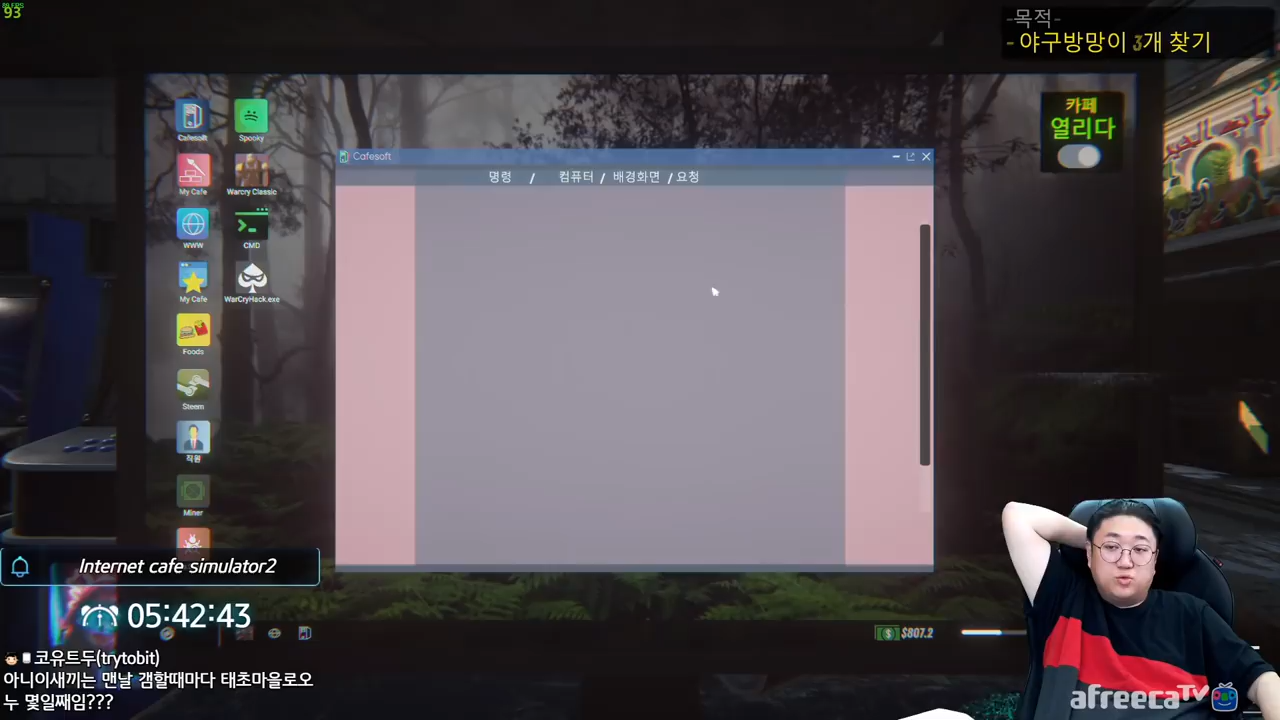 89 FPS
93
-목적-
- 야구방망이 3개 찾기
카페
열리다
Cafesoft
Spooky
My Cafe
Warcry Classic
WWW
CMD
My Cafe
WarCryHack.exe
Foods
Steem
직원
Miner
Cafesoft
명령 / 컴퓨터 / 배경화면 / 요청
Internet cafe simulator2
05:42:43
$807.2
코유트두(trytobit)
아니이새끼는 맨날 갬할때마다 태초마을로오
누 몇일째임???
afreecaTV